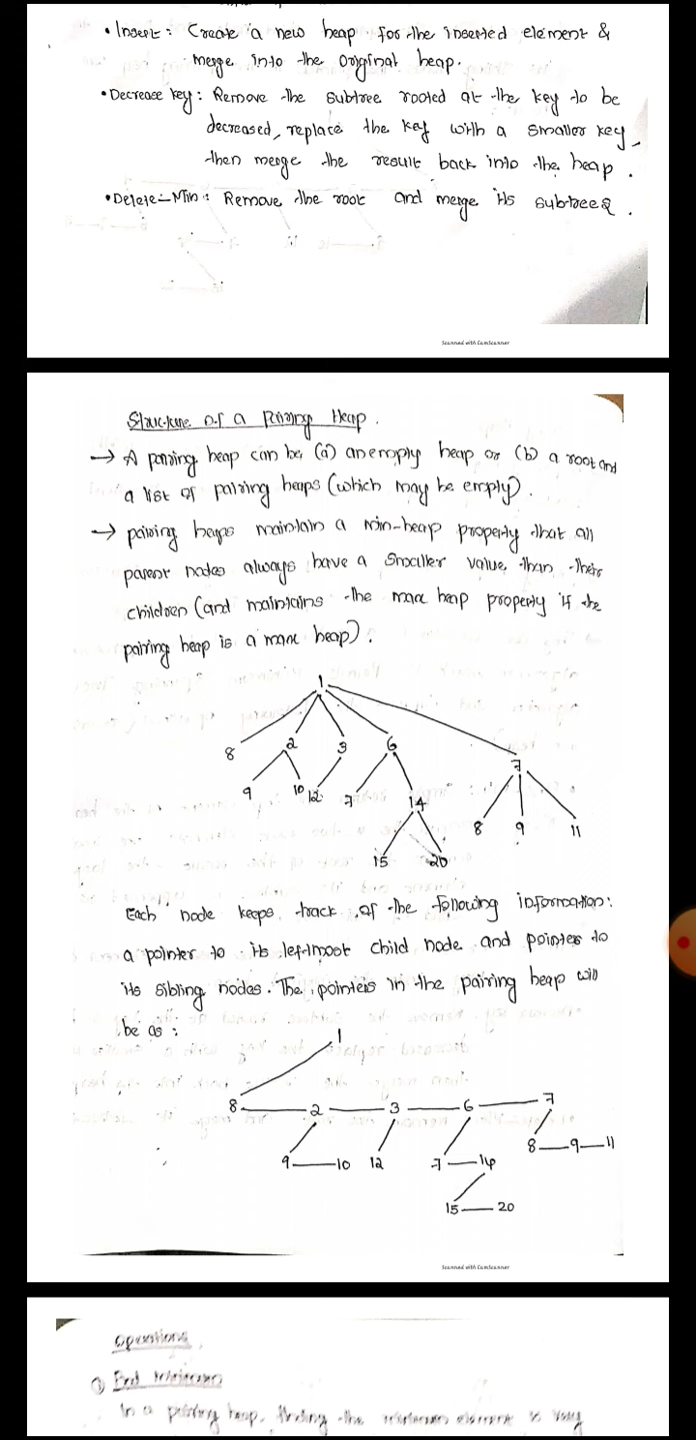 • Insert: Create a new heap for the inserted element &
merge into the original heap.
• Decrease key: Remove the subtree rooted at the key to be
decreased, replace the key with a smaller key,
then merge the result back into the heap.
• Delete-Min: Remove the root and merge its subtrees.
Scanned with CamScanner
Structure of a Pairing Heap.
→ A pairing heap can be (a) an empty heap or (b) a root and
a list of pairing heaps (which may be empty).
→ pairing heaps maintain a min-heap property that all
parent nodes always have a smaller value than their
children (and maintains the max heap property if the
pairing heap is a max heap).
1
8 2 3 6 7
9 10 12 7 14 8 9 11
15 20
Each node keeps track of the following information:
a pointer to its leftmost child node and pointer to
its sibling nodes. The pointers in the pairing heap will
be as:
1
8 2 3 6 7
9 10 12 7 14 8 9 11
15 20
Scanned with CamScanner
Operations
① Find minimum
In a pairing heap, finding the minimum element is very